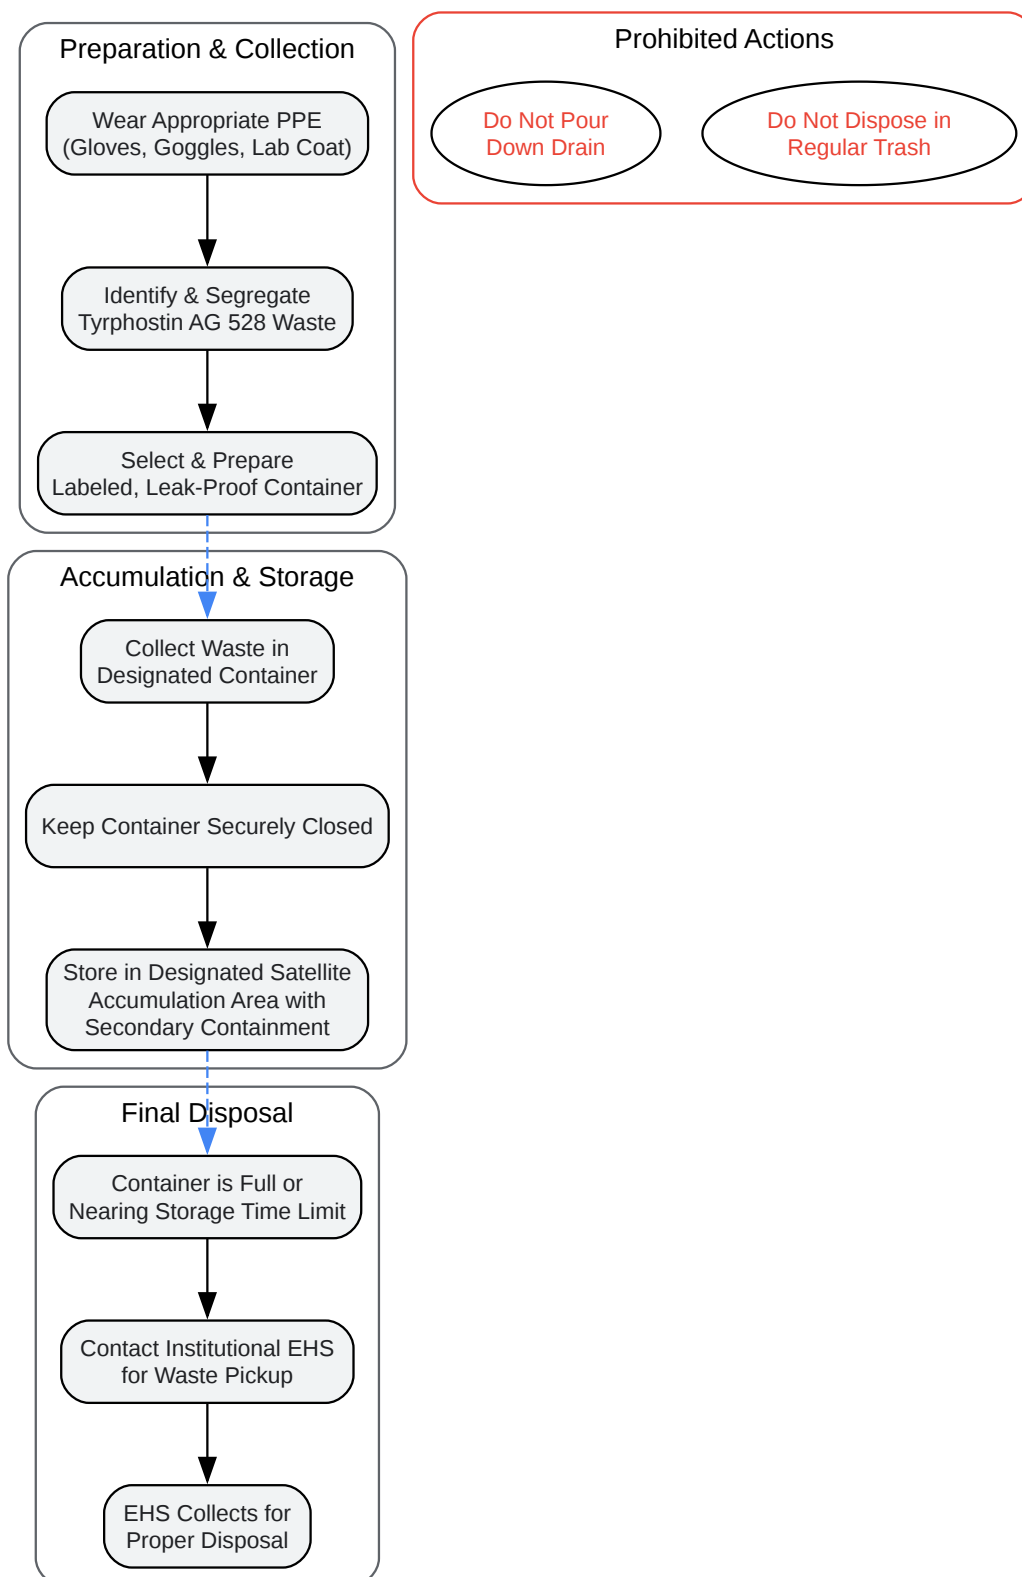 Preparation & Collection
Wear Appropriate PPE
(Gloves, Goggles, Lab Coat)
Identify & Segregate
Tyrphostin AG 528 Waste
Select & Prepare
Labeled, Leak-Proof Container
Accumulation & Storage
Collect Waste in
Designated Container
Keep Container Securely Closed
Store in Designated Satellite
Accumulation Area with
Secondary Containment
Final Disposal
Container is Full or
Nearing Storage Time Limit
Contact Institutional EHS
for Waste Pickup
EHS Collects for
Proper Disposal
Prohibited Actions
Do Not Pour
Down Drain
Do Not Dispose in
Regular Trash